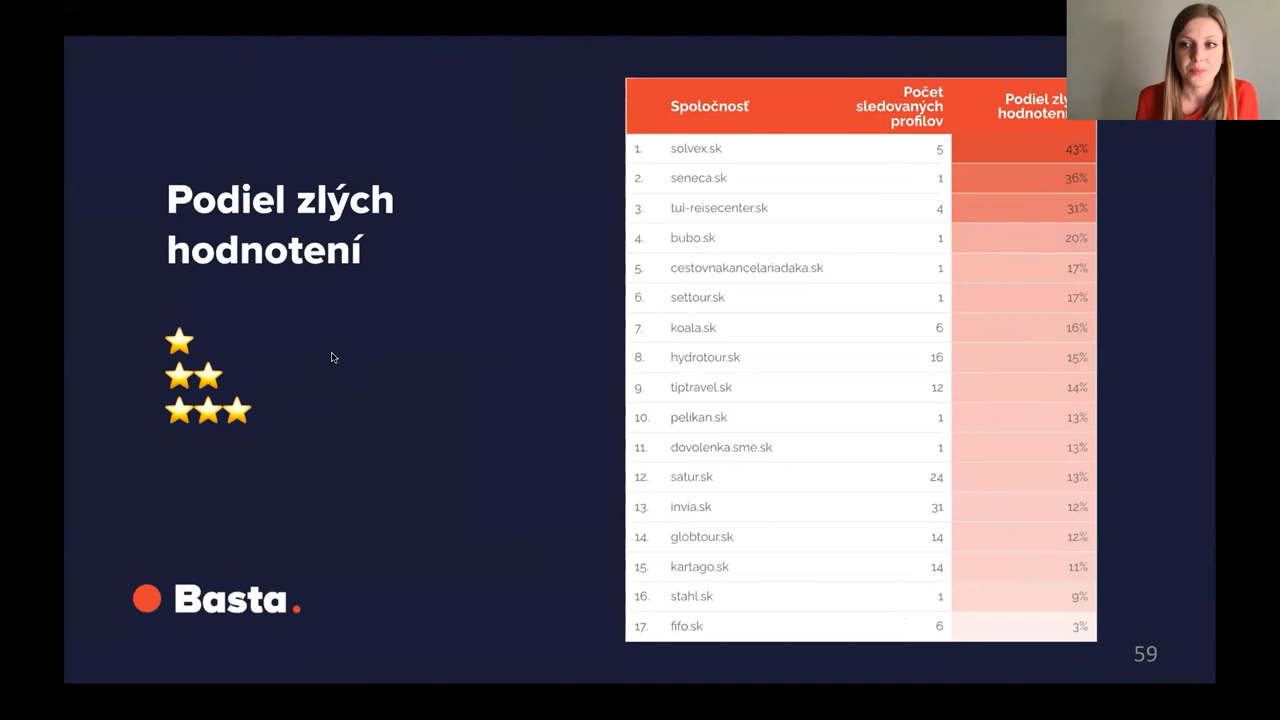 Podiel zlých
hodnotení
Basta.
Spoločnosť
Počet
sledovaných
profilov
Podiel
hodnotení
1. solvex.sk 5 43%
2. seneca.sk 1 36%
3. tui-reisecenter.sk 4 31%
4. bubo.sk 1 20%
5. cestovnakancelariadaka.sk 1 17%
6. settour.sk 1 17%
7. koala.sk 6 16%
8. hydrotour.sk 16 15%
9. tiptravel.sk 12 14%
10. pelikan.sk 1 13%
11. dovolenka.sme.sk 1 13%
12. satur.sk 24 13%
13. invia.sk 31 12%
14. globtour.sk 14 12%
15. kartago.sk 14 11%
16. stahl.sk 1 9%
17. fifo.sk 6 3%
59